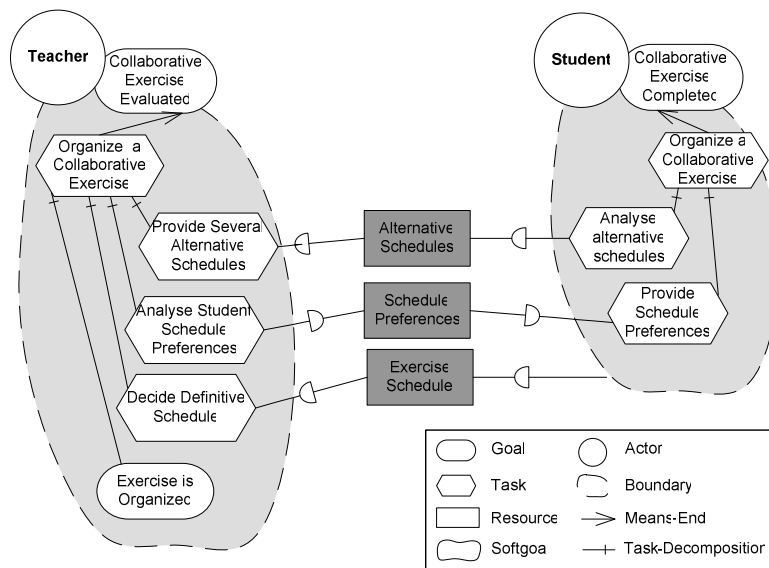 Teacher
Collaborative
Exercise
Evaluated
Organize a
Collaborative
Exercise
Provide Several
Alternative
Schedules
Analyse Student
Schedule
Preferences
Decide Definitive
Schedule
Exercise is
Organized
Alternative
Schedules
Schedule
Preferences
Exercise
Schedule
Student
Collaborative
Exercise
Completed
Organize a
Collaborative
Exercise
Analyse
alternative
schedules
Provide
Schedule
Preferences
Goal
Actor
Task
Boundary
Resource
Means-End
Softgoa
Task-Decomposition